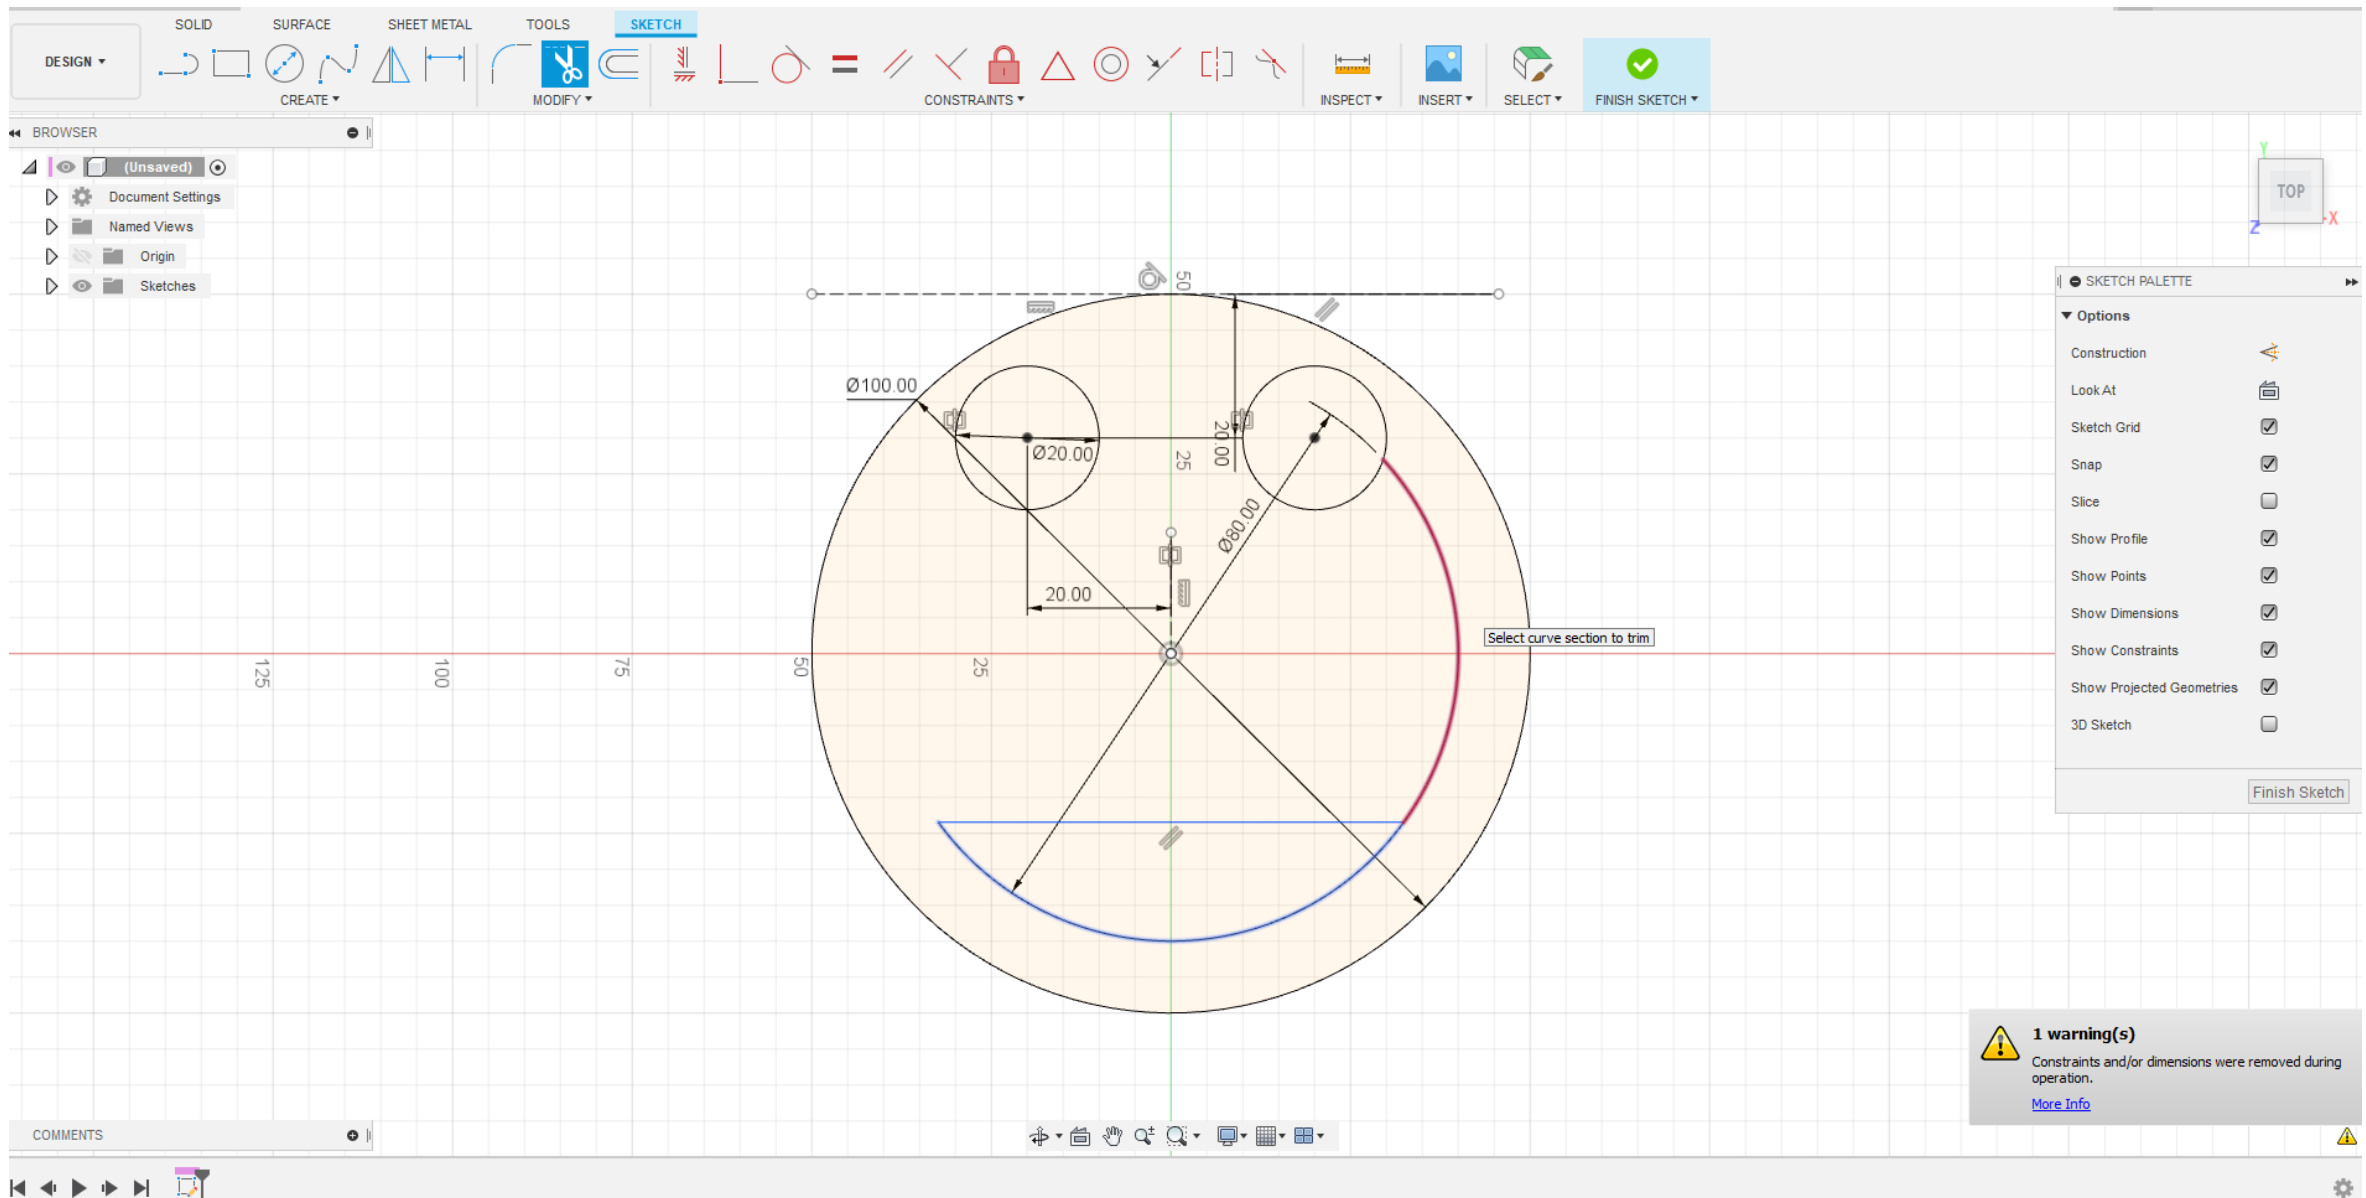 SOLID SURFACE SHEET METAL TOOLS SKETCH
DESIGN ▾
CREATE ▾ MODIFY ▾ CONSTRAINTS ▾ INSPECT ▾ INSERT ▾ SELECT ▾ FINISH SKETCH ▾
BROWSER
(Unsaved)
Document Settings
Named Views
Origin
Sketches
Y
TOP
X
Z
SKETCH PALETTE
Options
Construction
Look At
Sketch Grid
Snap
Slice
Show Profile
Show Points
Show Dimensions
Show Constraints
Show Projected Geometries
3D Sketch
Finish Sketch
50
Ø100.00
20.00
Ø20.00
25
Ø80.00
20.00
Select curve section to trim
125 100 75 50 25
1 warning(s)
Constraints and/or dimensions were removed during
operation.
More Info
COMMENTS